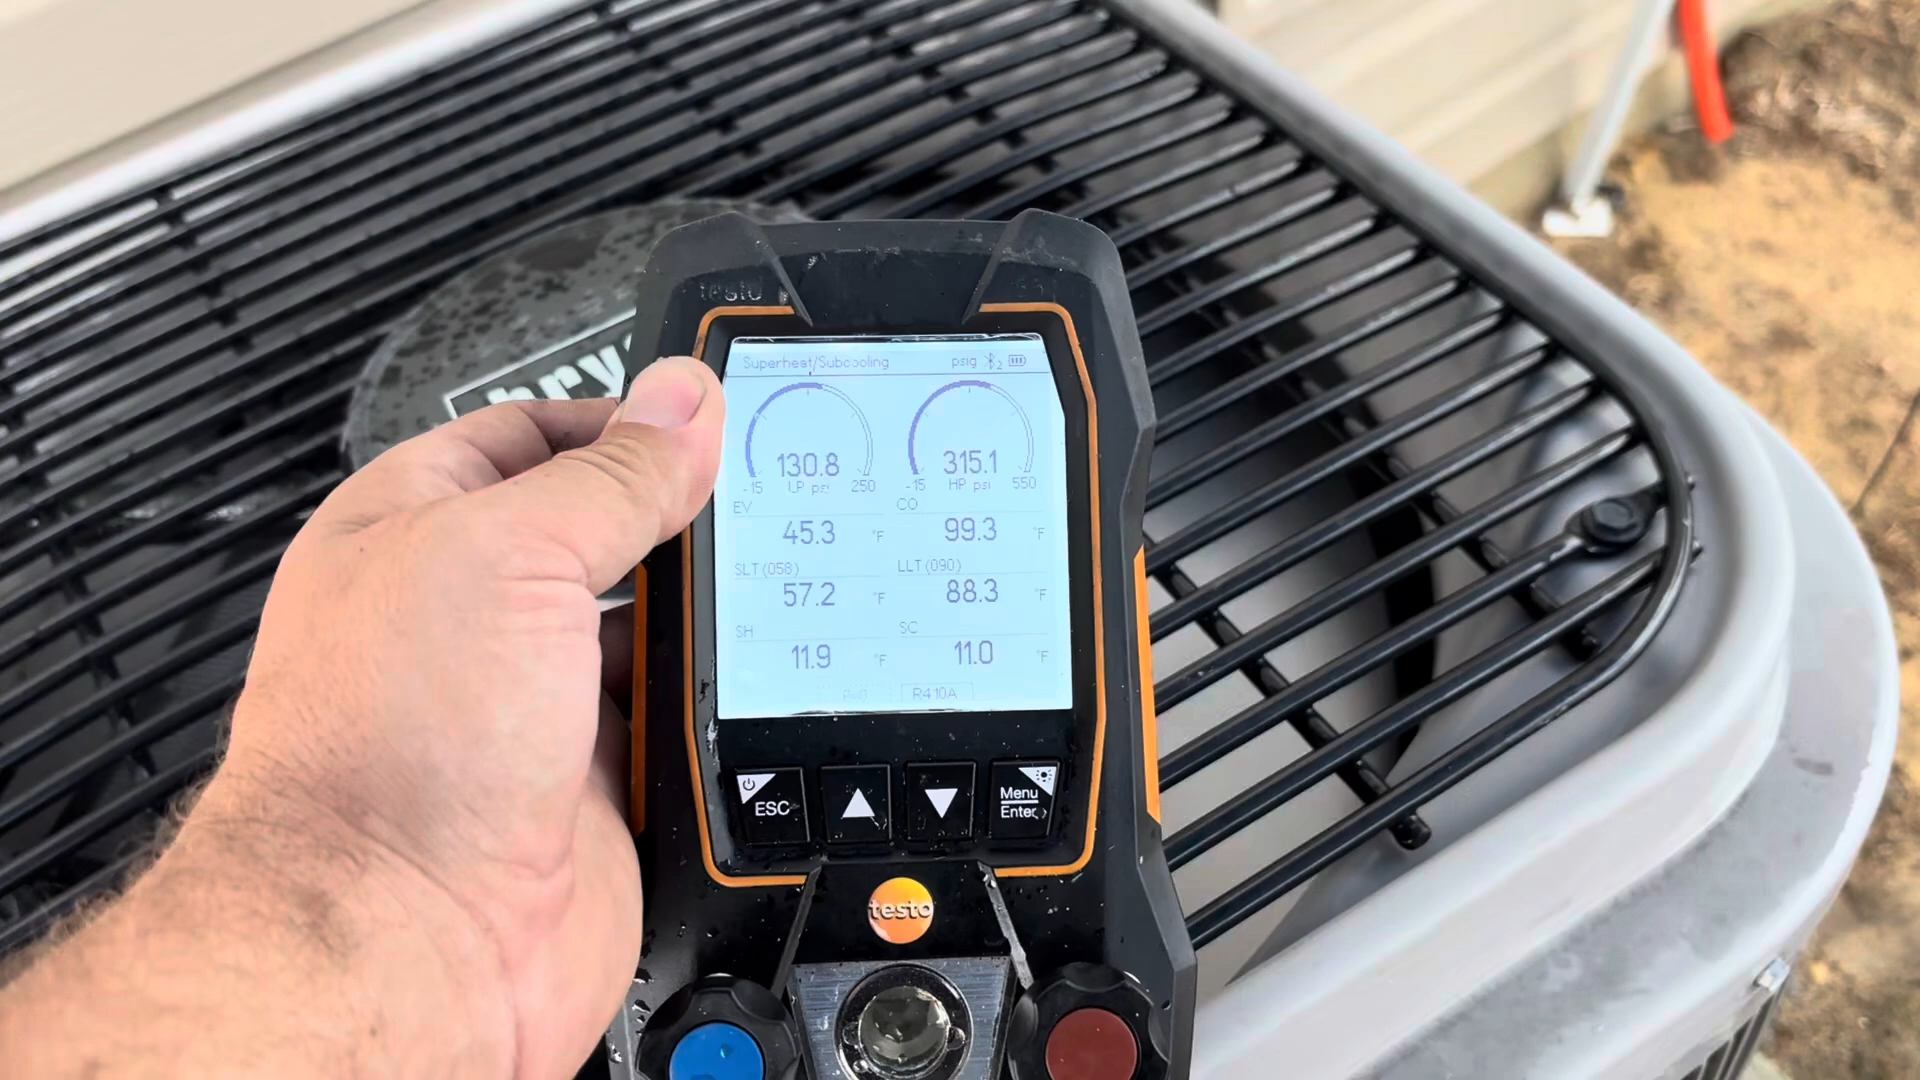 testo
Superheat/Subcooling psig 2
130.8 315.1
-15 LP psi 250 -15 HP psi 550
EV CO
45.3 °F 99.3 °F
SLT (058) LLT (090)
57.2 °F 88.3 °F
SH SC
11.9 °F 11.0 °F
R410A
ESC Menu
Enter
testo